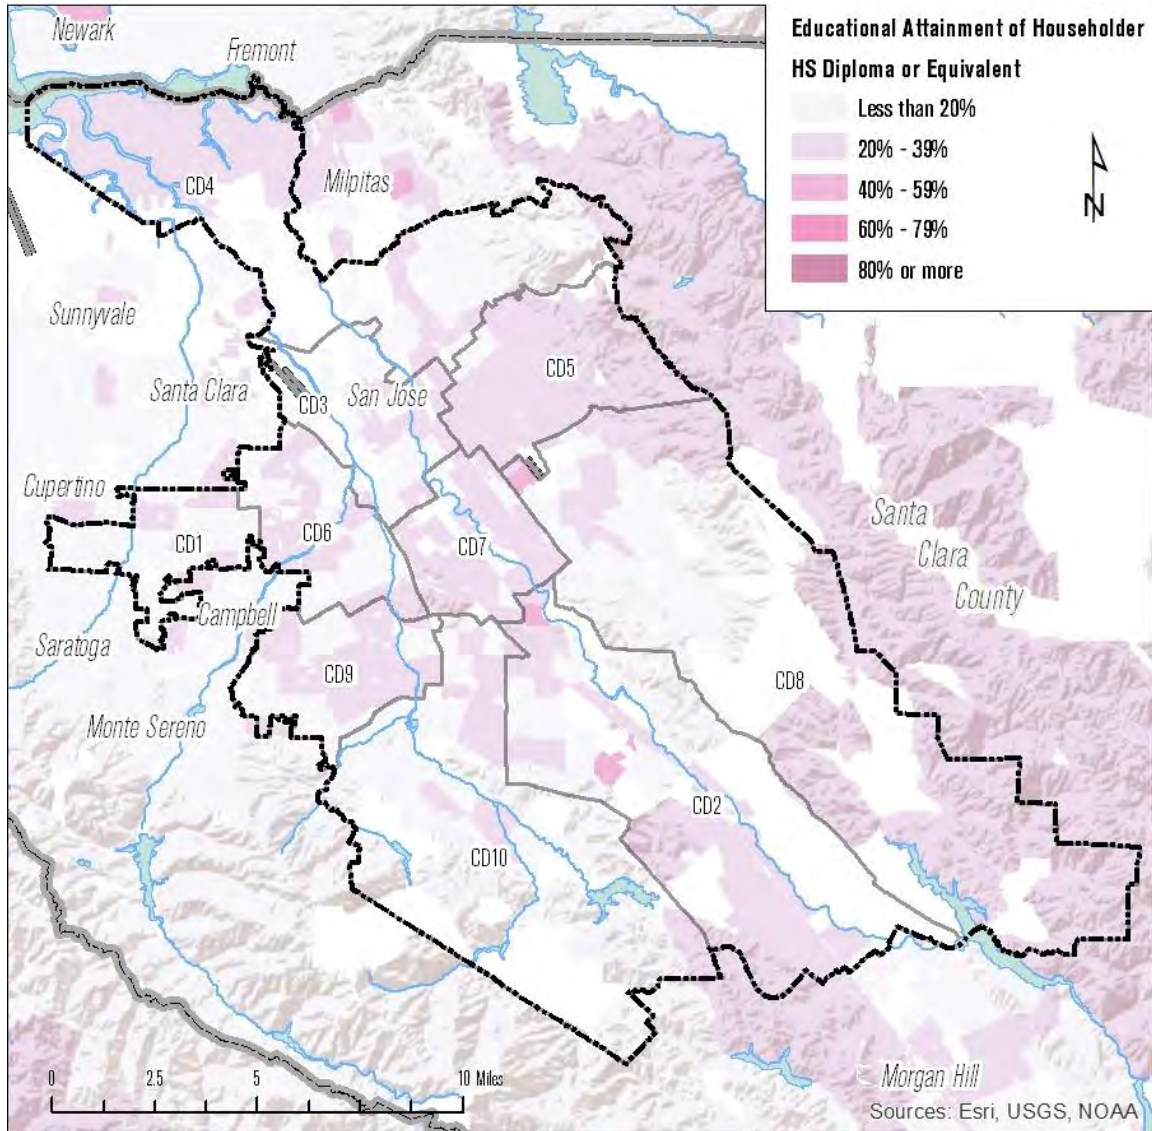 Newark
Fremont
Educational Attainment of Householder
HS Diploma or Equivalent
Less than 20%
20% - 39%
40% - 59%
60% - 79%
80% or more
N
CD4
Milpitas
Sunnyvale
CD5
Santa Clara
CD3
San Jose
Cupertino
Santa
Clara
County
CD1
CD6
CD7
Campbell
Saratoga
CD9
CD8
Monte Sereno
CD2
CD10
0 2.5 5 10 Miles
Morgan Hill
Sources: Esri, USGS, NOAA